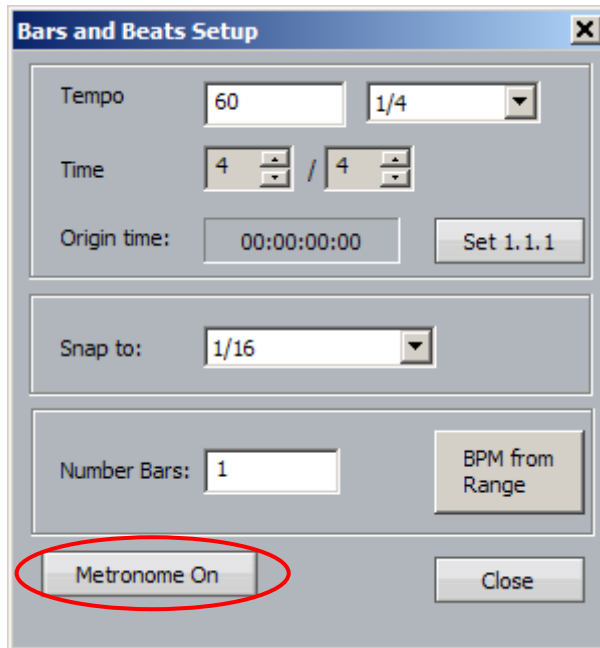 Bars and Beats Setup
Tempo 60 1/4
Time 4 / 4
Origin time: 00:00:00:00 Set 1.1.1
Snap to: 1/16
Number Bars: 1 BPM from
Range
Metronome On Close